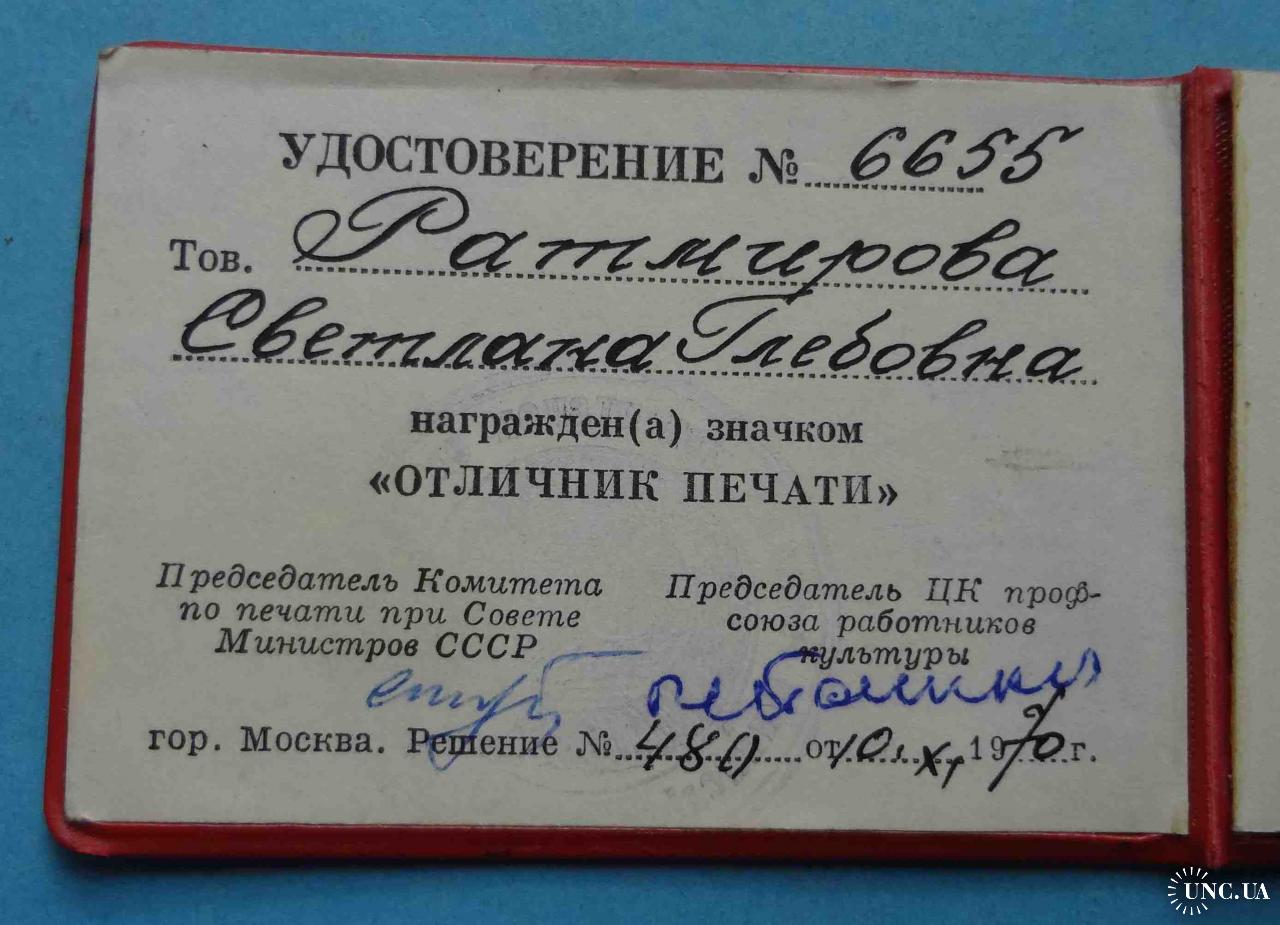 УДОСТОВЕРЕНИЕ № 6655
Тов. Ратмирова
Светлана Глебовна
награжден(а) значком
«ОТЛИЧНИК ПЕЧАТИ»
Председатель Комитета
по печати при Совете
Министров СССР
Председатель ЦК проф-
союза работников
культуры
гор. Москва. Решение № 480 от 10.X, 1970 г.
UNC.UA